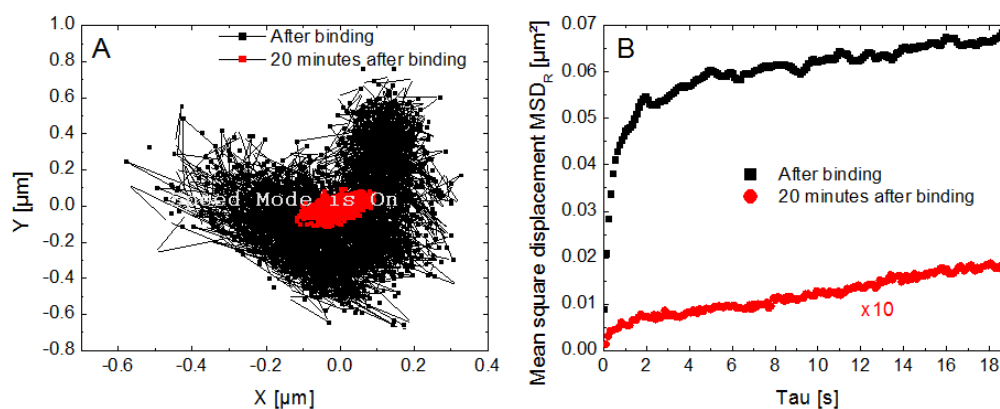 A
After binding
20 minutes after binding
1.0
0.8
0.6
0.4
0.2
0.0
-0.2
-0.4
-0.6
-0.8
Y [µm]
Mode is On
-0.6
-0.4
-0.2
0.0
0.2
0.4
X [µm]
B
0.07
0.06
0.05
0.04
0.03
0.02
0.01
0.00
Mean square displacement MSD_R [µm²]
After binding
20 minutes after binding
x10
0
2
4
6
8
10
12
14
16
18
Tau [s]